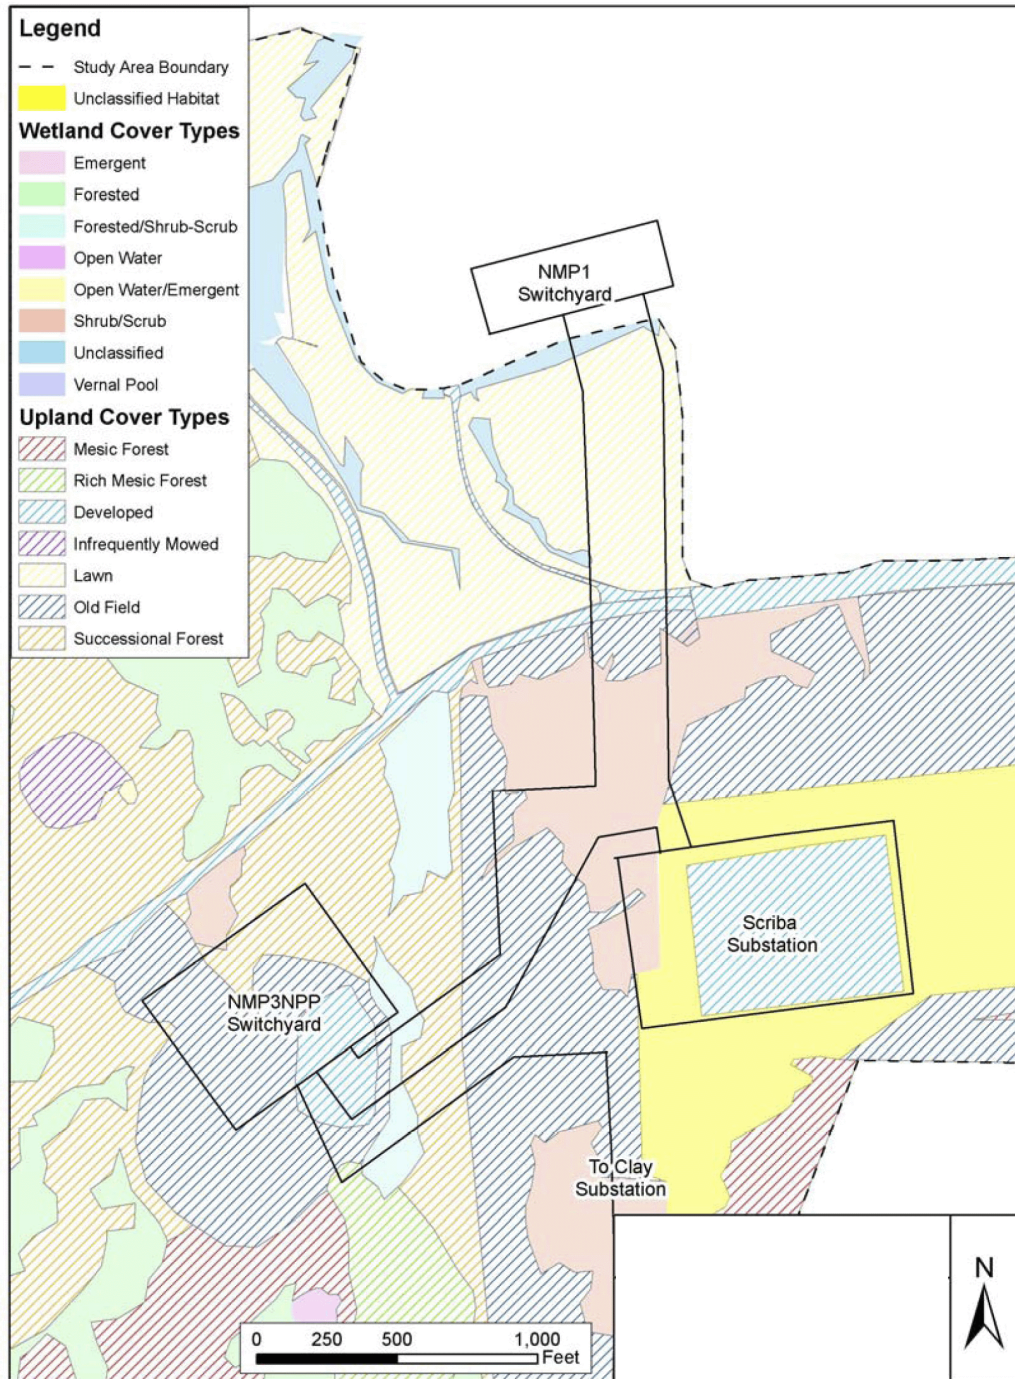 Legend
Study Area Boundary
Unclassified Habitat
Wetland Cover Types
Emergent
Forested
Forested/Shrub-Scrub
Open Water
Open Water/Emergent
Shrub/Scrub
Unclassified
Vernal Pool
Upland Cover Types
Mesic Forest
Rich Mesic Forest
Developed
Infrequently Mowed
Lawn
Old Field
Successional Forest
NMP1
Switchyard
Scriba
Substation
NMP3NPP
Switchyard
To Clay
Substation
0 250 500 1,000
Feet
N